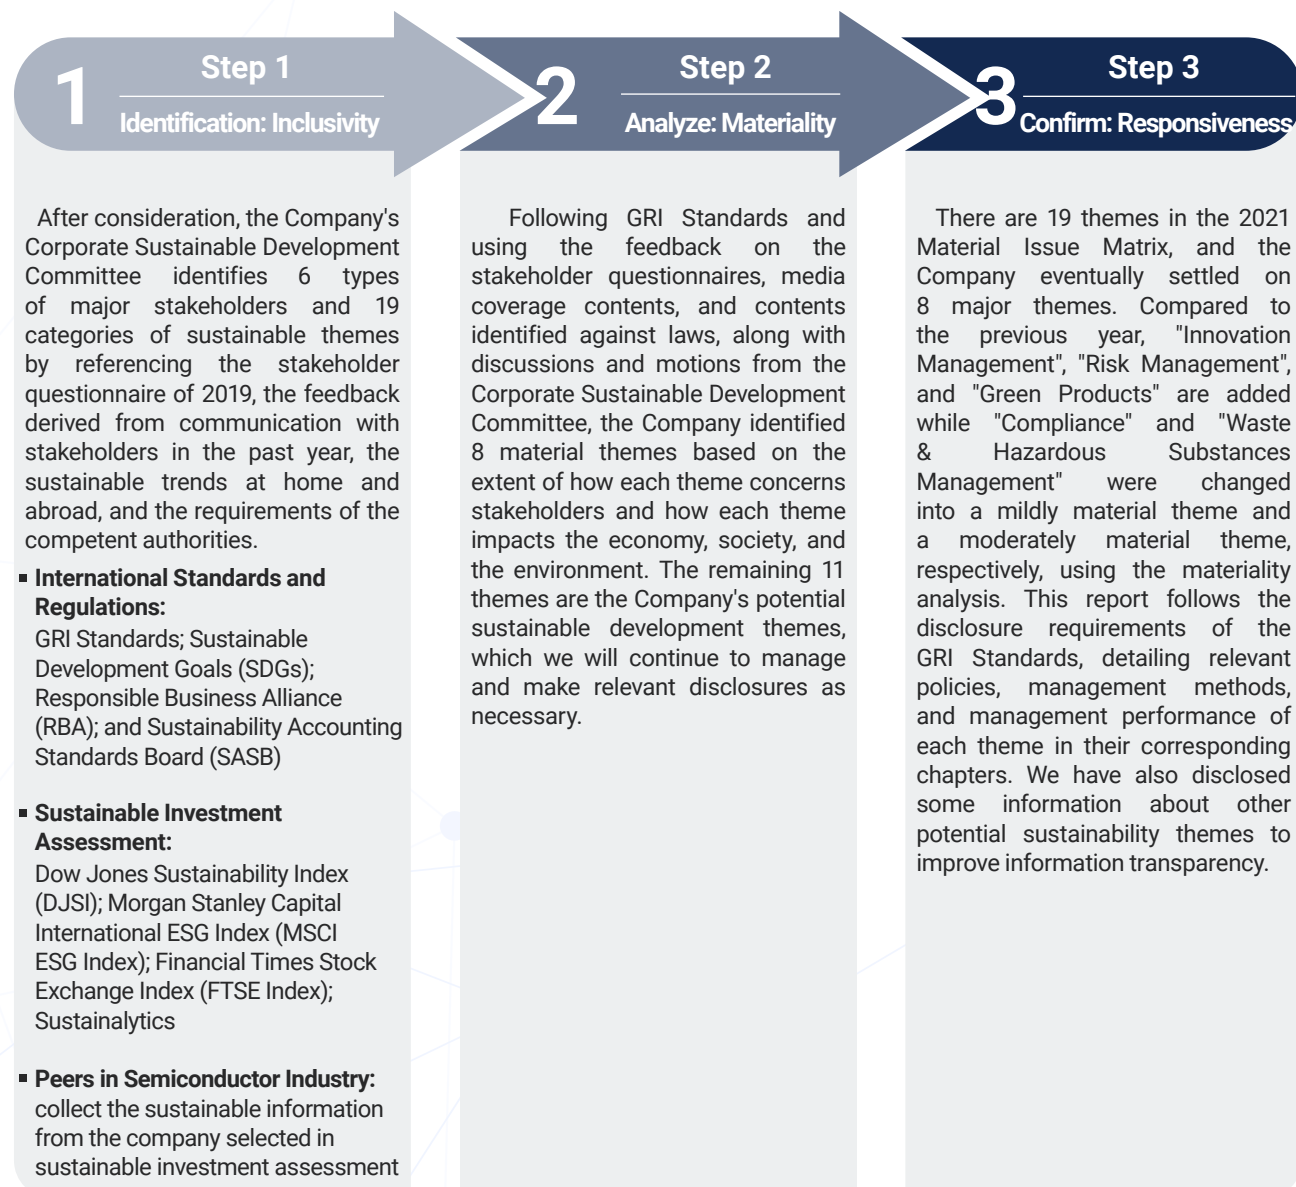 1
Step 1
Identification: Inclusivity
After consideration, the Company's
Corporate Sustainable Development
Committee identifies 6 types
of major stakeholders and 19
categories of sustainable themes
by referencing the stakeholder
questionnaire of 2019, the feedback
derived from communication with
stakeholders in the past year, the
sustainable trends at home and
abroad, and the requirements of the
competent authorities.
▪ International Standards and
Regulations:
GRI Standards; Sustainable
Development Goals (SDGs);
Responsible Business Alliance
(RBA); and Sustainability Accounting
Standards Board (SASB)
▪ Sustainable Investment
Assessment:
Dow Jones Sustainability Index
(DJSI); Morgan Stanley Capital
International ESG Index (MSCI
ESG Index); Financial Times Stock
Exchange Index (FTSE Index);
Sustainalytics
▪ Peers in Semiconductor Industry:
collect the sustainable information
from the company selected in
sustainable investment assessment
2
Step 2
Analyze: Materiality
Following GRI Standards and
using the feedback on the
stakeholder questionnaires, media
coverage contents, and contents
identified against laws, along with
discussions and motions from the
Corporate Sustainable Development
Committee, the Company identified
8 material themes based on the
extent of how each theme concerns
stakeholders and how each theme
impacts the economy, society, and
the environment. The remaining 11
themes are the Company's potential
sustainable development themes,
which we will continue to manage
and make relevant disclosures as
necessary.
3
Step 3
Confirm: Responsiveness
There are 19 themes in the 2021
Material Issue Matrix, and the
Company eventually settled on
8 major themes. Compared to
the previous year, "Innovation
Management", "Risk Management",
and "Green Products" are added
while "Compliance" and "Waste
& Hazardous Substances
Management" were changed
into a mildly material theme and
a moderately material theme,
respectively, using the materiality
analysis. This report follows the
disclosure requirements of the
GRI Standards, detailing relevant
policies, management methods,
and management performance of
each theme in their corresponding
chapters. We have also disclosed
some information about other
potential sustainability themes to
improve information transparency.